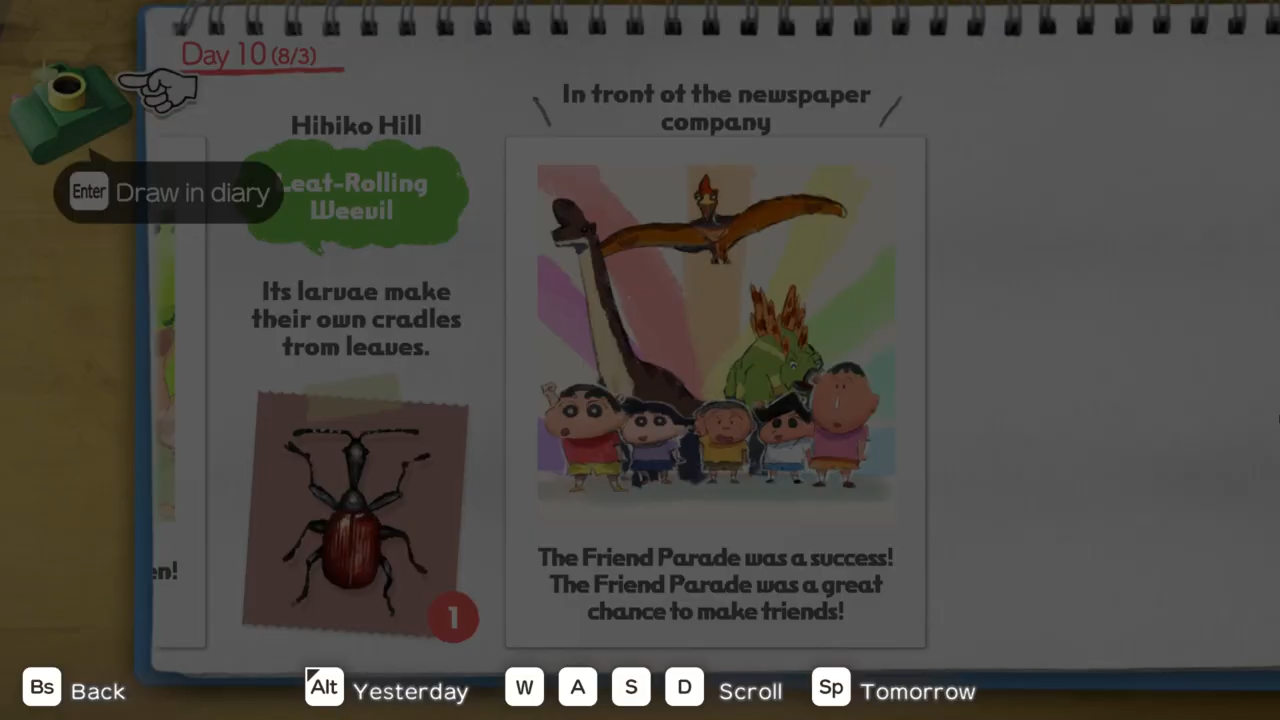 Day 10 (8/3)
In front of the newspaper
company
Hihiko Hill
Leaf-Rolling
Weevil
Enter Draw in diary
Its larvae make
their own cradles
from leaves.
1
en!
The Friend Parade was a success!
The Friend Parade was a great
chance to make friends!
Bs Back
Alt Yesterday
W A S D Scroll
Sp Tomorrow